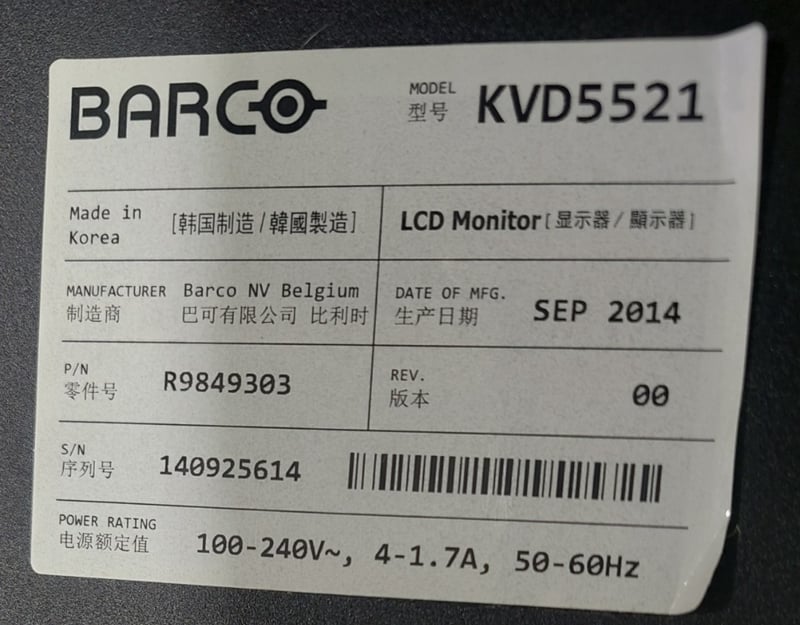 BARCO
MODEL
型号
KVD5521
Made in
Korea
[韩国制造/韓國製造]
LCD Monitor[显示器/顯示器]
MANUFACTURER Barco NV Belgium
制造商 巴可有限公司 比利时
DATE OF MFG.
生产日期
SEP 2014
P/N
零件号
R9849303
REV.
版本
00
S/N
序列号
140925614
POWER RATING
电源额定值
100-240V~, 4-1.7A, 50-60Hz